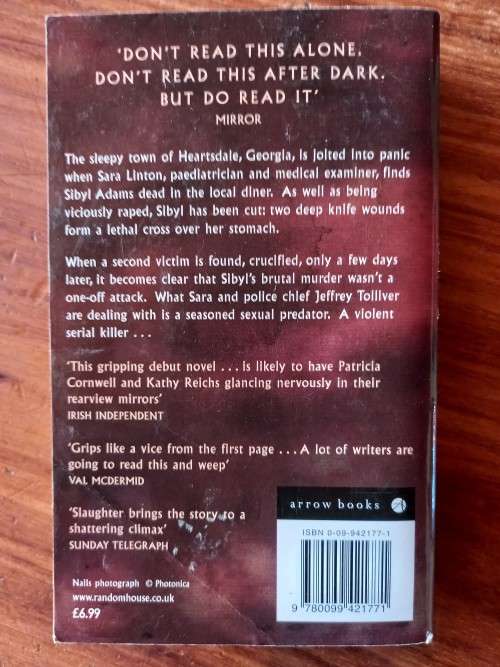 ‘DON’T READ THIS ALONE.
DON’T READ THIS AFTER DARK.
BUT DO READ IT’
MIRROR
The sleepy town of Heartsdale, Georgia, is jolted into panic
when Sara Linton, paediatrician and medical examiner, finds
Sibyl Adams dead in the local diner. As well as being
viciously raped, Sibyl has been cut: two deep knife wounds
form a lethal cross over her stomach.
When a second victim is found, crucified, only a few days
later, it becomes clear that Sibyl’s brutal murder wasn’t a
one-off attack. What Sara and police chief Jeffrey Tolliver
are dealing with is a seasoned sexual predator. A violent
serial killer . . .
‘This gripping debut novel . . . is likely to have Patricia
Cornwell and Kathy Reichs glancing nervously in their
rearview mirrors’
IRISH INDEPENDENT
‘Grips like a vice from the first page . . . A lot of writers are
going to read this and weep’
VAL MCDERMID
‘Slaughter brings the story to a
shattering climax’
SUNDAY TELEGRAPH
arrow books
ISBN 0-09-942177-1
9 780099 421771
Nails photograph © Photonica
www.randomhouse.co.uk
£6.99